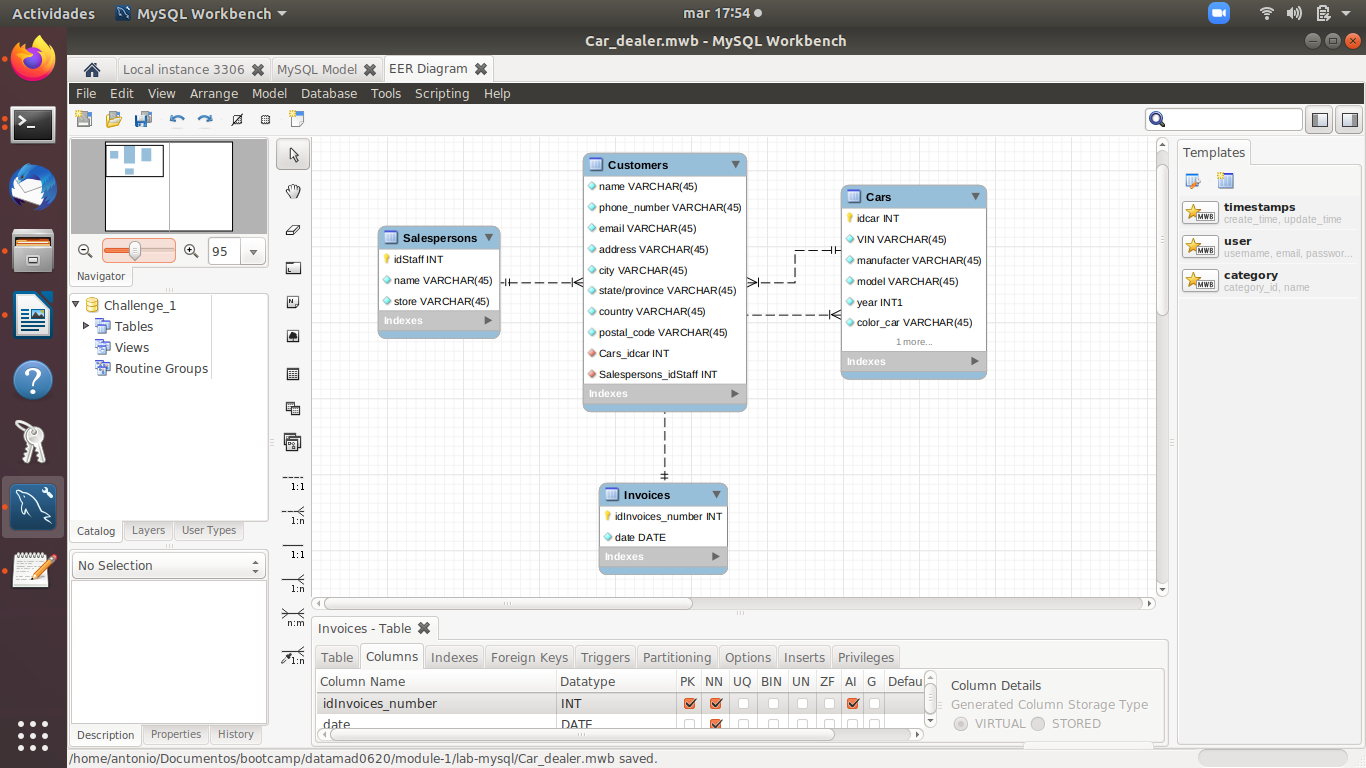 Actividades MySQL Workbench mar 17:54
Car_dealer.mwb - MySQL Workbench
Local instance 3306 MySQL Model EER Diagram
File Edit View Arrange Model Database Tools Scripting Help
95
Navigator
Challenge_1
Tables
Views
Routine Groups
Catalog Layers User Types
No Selection
Description Properties History
1:1
1:n
1:1
1:n
n:m
1:n
Salespersons
idStaff INT
name VARCHAR(45)
store VARCHAR(45)
Indexes
Customers
name VARCHAR(45)
phone_number VARCHAR(45)
email VARCHAR(45)
address VARCHAR(45)
city VARCHAR(45)
state/province VARCHAR(45)
country VARCHAR(45)
postal_code VARCHAR(45)
Cars_idcar INT
Salespersons_idStaff INT
Indexes
Cars
idcar INT
VIN VARCHAR(45)
manufacter VARCHAR(45)
model VARCHAR(45)
year INT1
color_car VARCHAR(45)
1 more...
Indexes
Invoices
idInvoices_number INT
date DATE
Indexes
Templates
timestamps
create_time, update_time
user
username, email, passwor...
category
category_id, name
Invoices - Table
Table Columns Indexes Foreign Keys Triggers Partitioning Options Inserts Privileges
Column Name Datatype PK NN UQ BIN UN ZF AI G Defau
idInvoices_number INT
date DATE
Column Details
Generated Column Storage Type
VIRTUAL STORED
/home/antonio/Documentos/bootcamp/datamad0620/module-1/lab-mysql/Car_dealer.mwb saved.